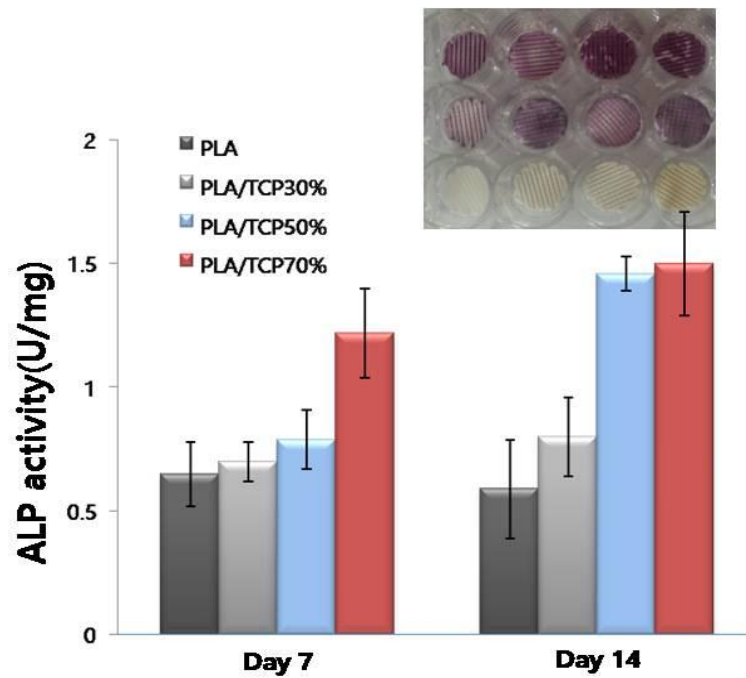 2
1.5
1
0.5
0
ALP activity(U/mg)
PLA
PLA/TCP30%
PLA/TCP50%
PLA/TCP70%
Day 7
Day 14